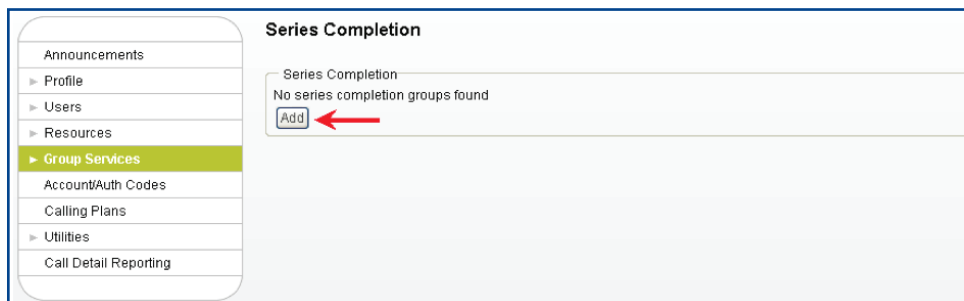 Announcements
Profile
Users
Resources
Group Services
Account/Auth Codes
Calling Plans
Utilities
Call Detail Reporting
Series Completion
Series Completion
No series completion groups found
Add